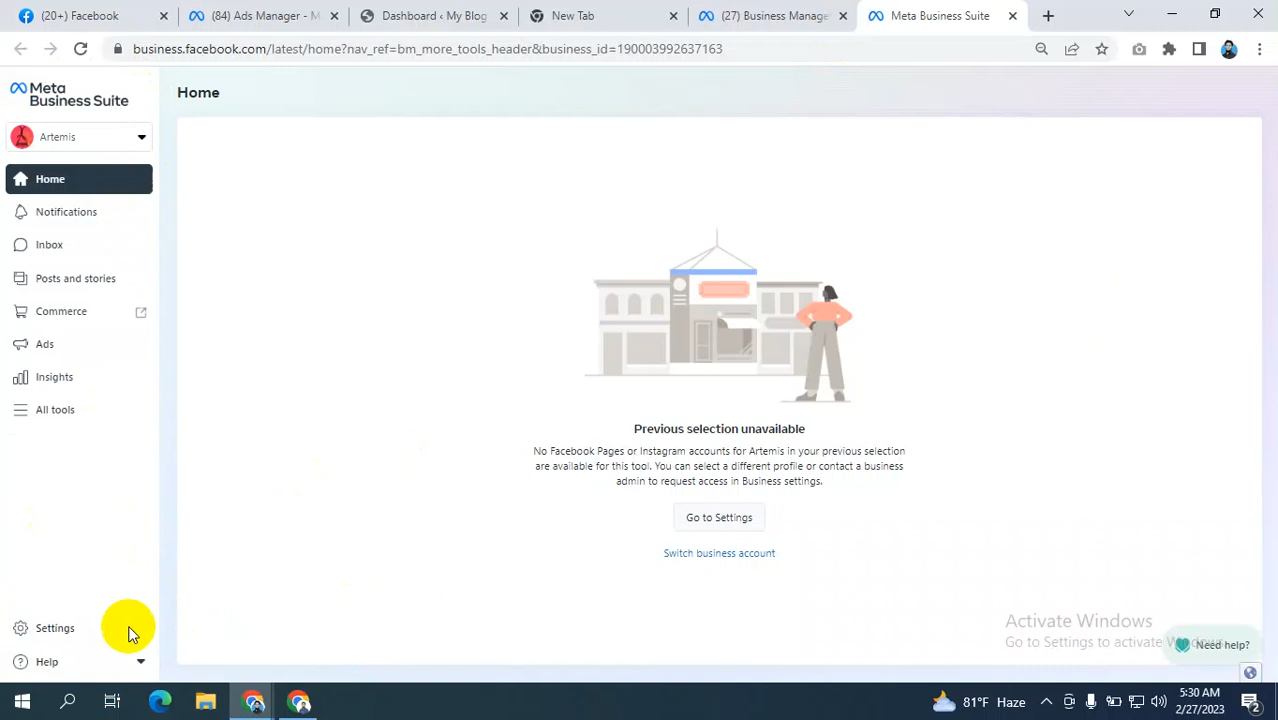 (20+) Facebook
(84) Ads Manager - M
Dashboard ‹ My Blog
New Tab
(27) Business Manage
Meta Business Suite
business.facebook.com/latest/home?nav_ref=bm_more_tools_header&business_id=190003992637163
Meta
Business Suite
Artemis
Home
Notifications
Inbox
Posts and stories
Commerce
Ads
Insights
All tools
Settings
Help
Home
Previous selection unavailable
No Facebook Pages or Instagram accounts for Artemis in your previous selection
are available for this tool. You can select a different profile or contact a business
admin to request access in Business settings.
Go to Settings
Switch business account
Activate Windows
Go to Settings to activate Windows.
Need help?
81°F Haze
5:30 AM
2/27/2023
2